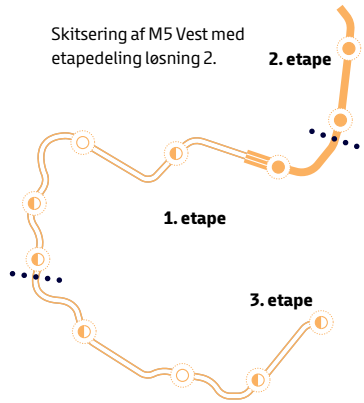 Skitsering af M5 Vest med
etapedeling løsning 2.
2. etape
1. etape
3. etape